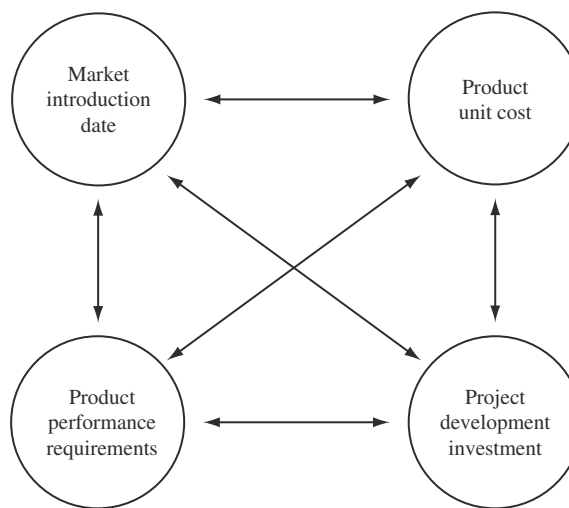 Market
introduction
date
Product
unit cost
Product
performance
requirements
Project
development
investment